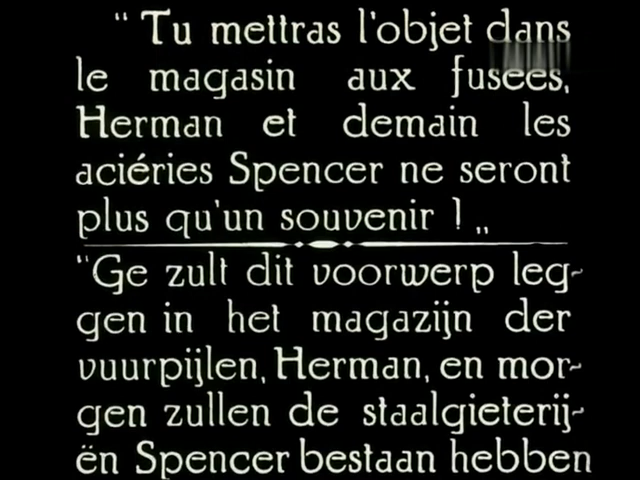 “ Tu mettras l'objet dans
le magasin aux fusées,
Herman et demain les
aciéries Spencer ne seront
plus qu'un souvenir ! „
“Ge zult dit voorwerp leg-
gen in het magazijn der
vuurpijlen, Herman, en mor-
gen zullen de staalgieterij-
ën Spencer bestaan hebben